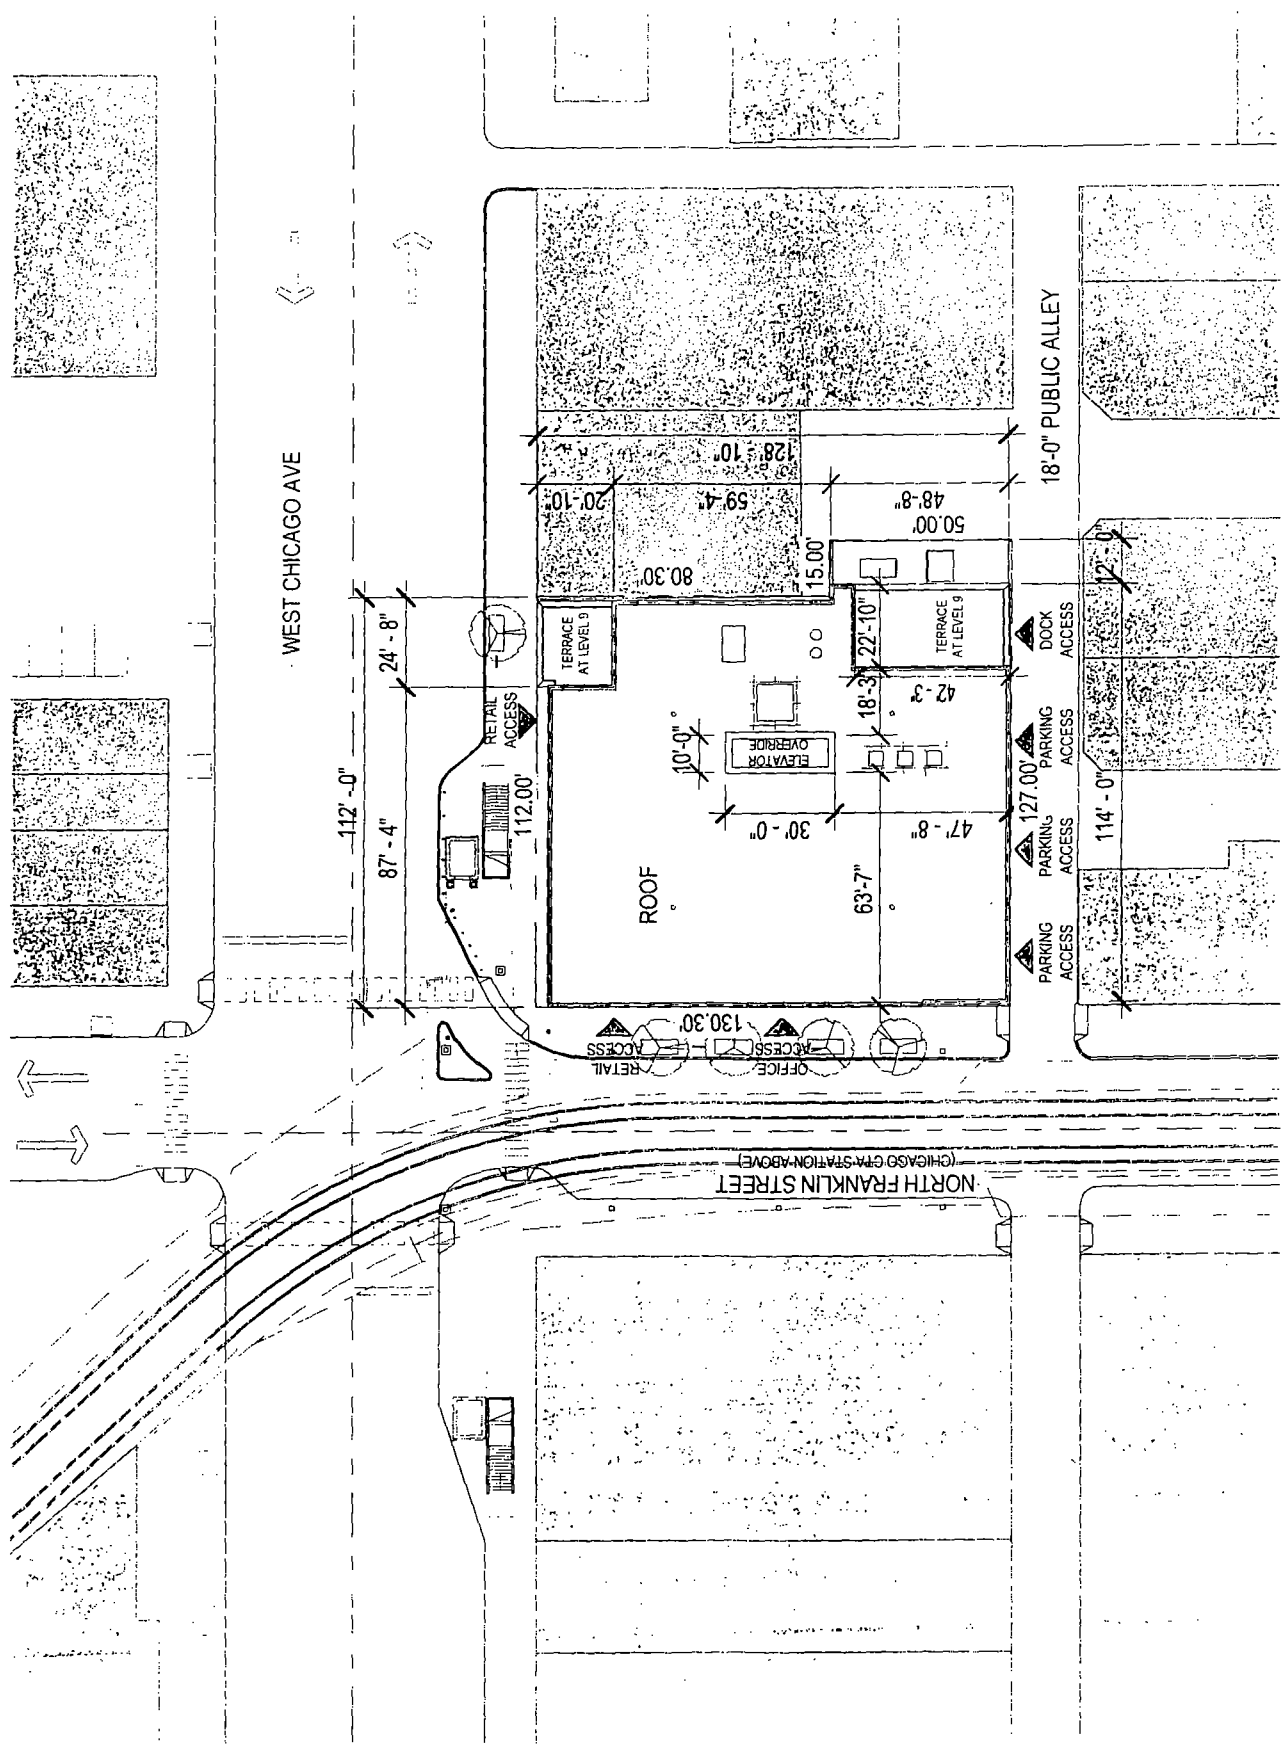 WEST CHICAGO AVE
112' -0"
24' - 8"
87' - 4"
RETAIL
ACCESS
112.00'
128' - 10"
20'-10"
59'-4"
48'-8"
50.00'
80.30'
15.00'
TERRACE
AT LEVEL 9
TERRACE
AT LEVEL 9
22'-10"
18'-3"
42'-3"
10'-0"
ELEVATOR
OVERRIDE
30' - 0"
47' - 8"
63'-7"
ROOF
18'-0" PUBLIC ALLEY
12' - 0"
DOCK
ACCESS
PARKING
ACCESS
127.00'
PARKING
ACCESS
PARKING
ACCESS
114' - 0"
130.30'
RETAIL
ACCESS
OFFICE
ACCESS
NORTH FRANKLIN STREET
(CHICAGO CTA STATION ABOVE)